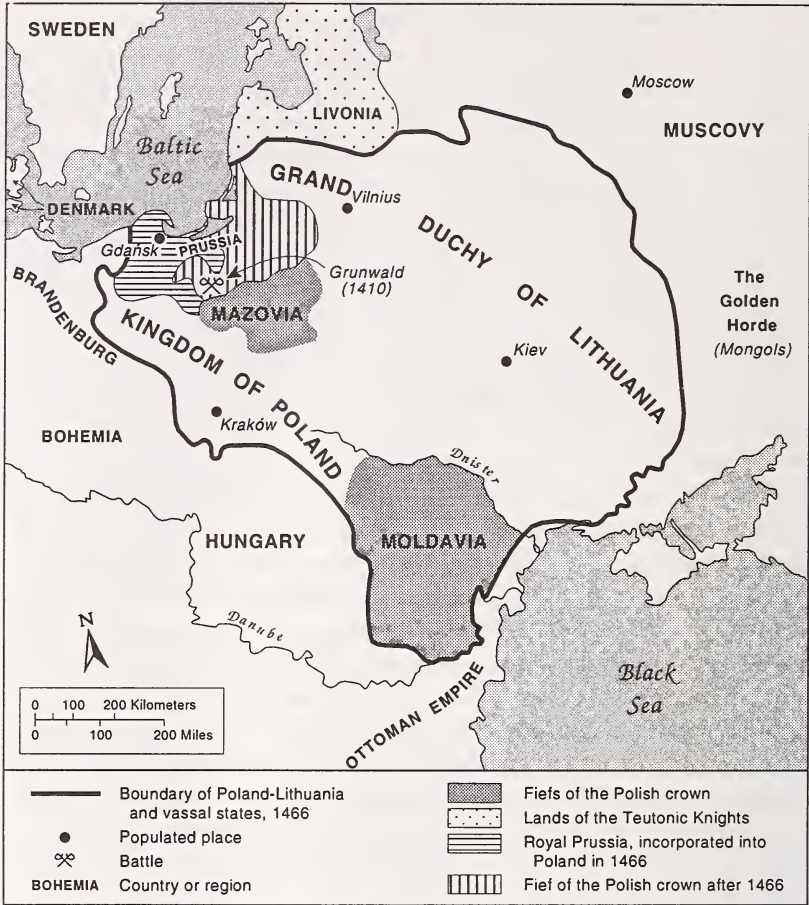 SWEDEN
Moscow
MUSCOVY
LIVONIA
Baltic
Sea
GRAND
Vilnius
DENMARK
DUCHY OF LITHUANIA
Gdańsk
PRUSSIA
Grunwald
(1410)
BRANDENBURG
MAZOVIA
The
Golden
Horde
(Mongols)
KINGDOM OF POLAND
Kiev
Kraków
BOHEMIA
Dnister
HUNGARY
MOLDAVIA
Danube
N
Black
Sea
OTTOMAN EMPIRE
0 100 200 Kilometers
0 100 200 Miles
Boundary of Poland-Lithuania
and vassal states, 1466
Populated place
Battle
BOHEMIA Country or region
Fiefs of the Polish crown
Lands of the Teutonic Knights
Royal Prussia, incorporated into
Poland in 1466
Fief of the Polish crown after 1466